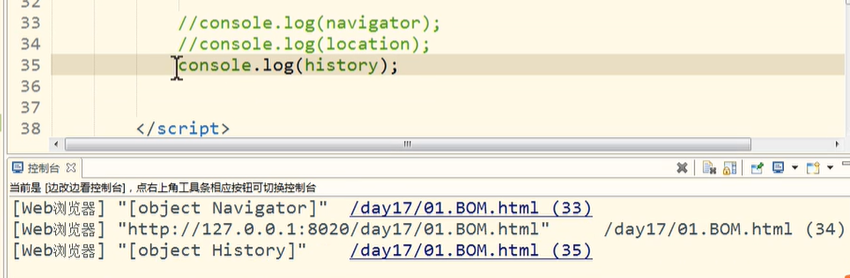 32
33 //console.log(navigator);
34 //console.log(location);
35 console.log(history);
36
37
38 </script>
控制台
当前是 [边改边看控制台]，点右上角工具条相应按钮可切换控制台
[Web浏览器] "[object Navigator]" /day17/01.BOM.html (33)
[Web浏览器] "http://127.0.0.1:8020/day17/01.BOM.html" /day17/01.BOM.html (34)
[Web浏览器] "[object History]" /day17/01.BOM.html (35)